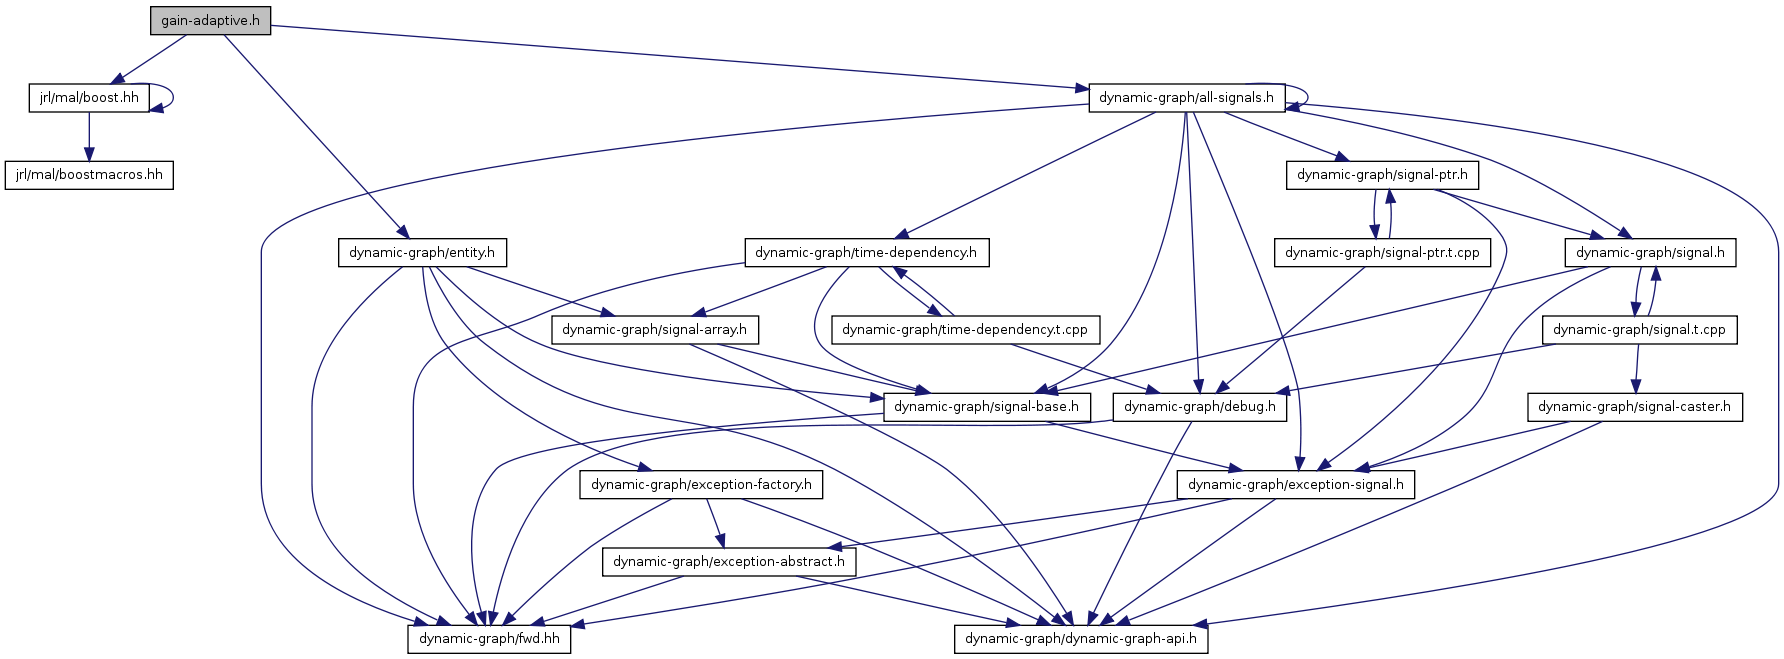 gain-adaptive.h
jrl/mal/boost.hh
dynamic-graph/all-signals.h
jrl/mal/boostmacros.hh
dynamic-graph/signal-ptr.h
dynamic-graph/entity.h
dynamic-graph/time-dependency.h
dynamic-graph/signal-ptr.t.cpp
dynamic-graph/signal.h
dynamic-graph/signal-array.h
dynamic-graph/time-dependency.t.cpp
dynamic-graph/signal.t.cpp
dynamic-graph/signal-base.h
dynamic-graph/debug.h
dynamic-graph/signal-caster.h
dynamic-graph/exception-factory.h
dynamic-graph/exception-signal.h
dynamic-graph/exception-abstract.h
dynamic-graph/fwd.hh
dynamic-graph/dynamic-graph-api.h